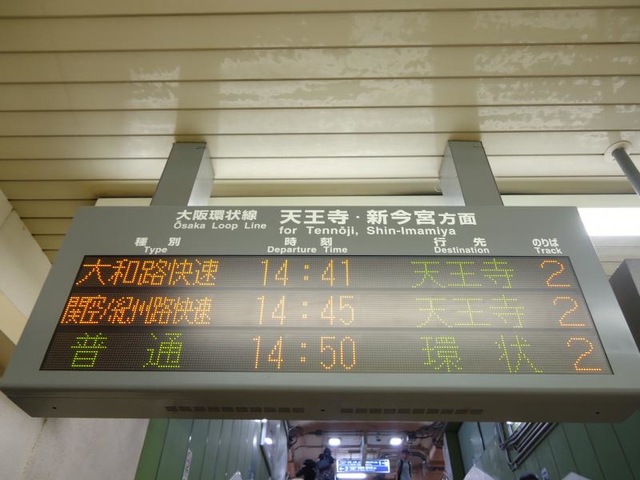 大阪環状線 天王寺・新今宮方面
Ōsaka Loop Line for Tennōji, Shin-Imamiya
種別 時刻 行先 のりば
Type Departure Time Destination Track
大和路快速 14:41 天王寺 2
関空/紀州路快速 14:45 天王寺 2
普通 14:50 環状 2